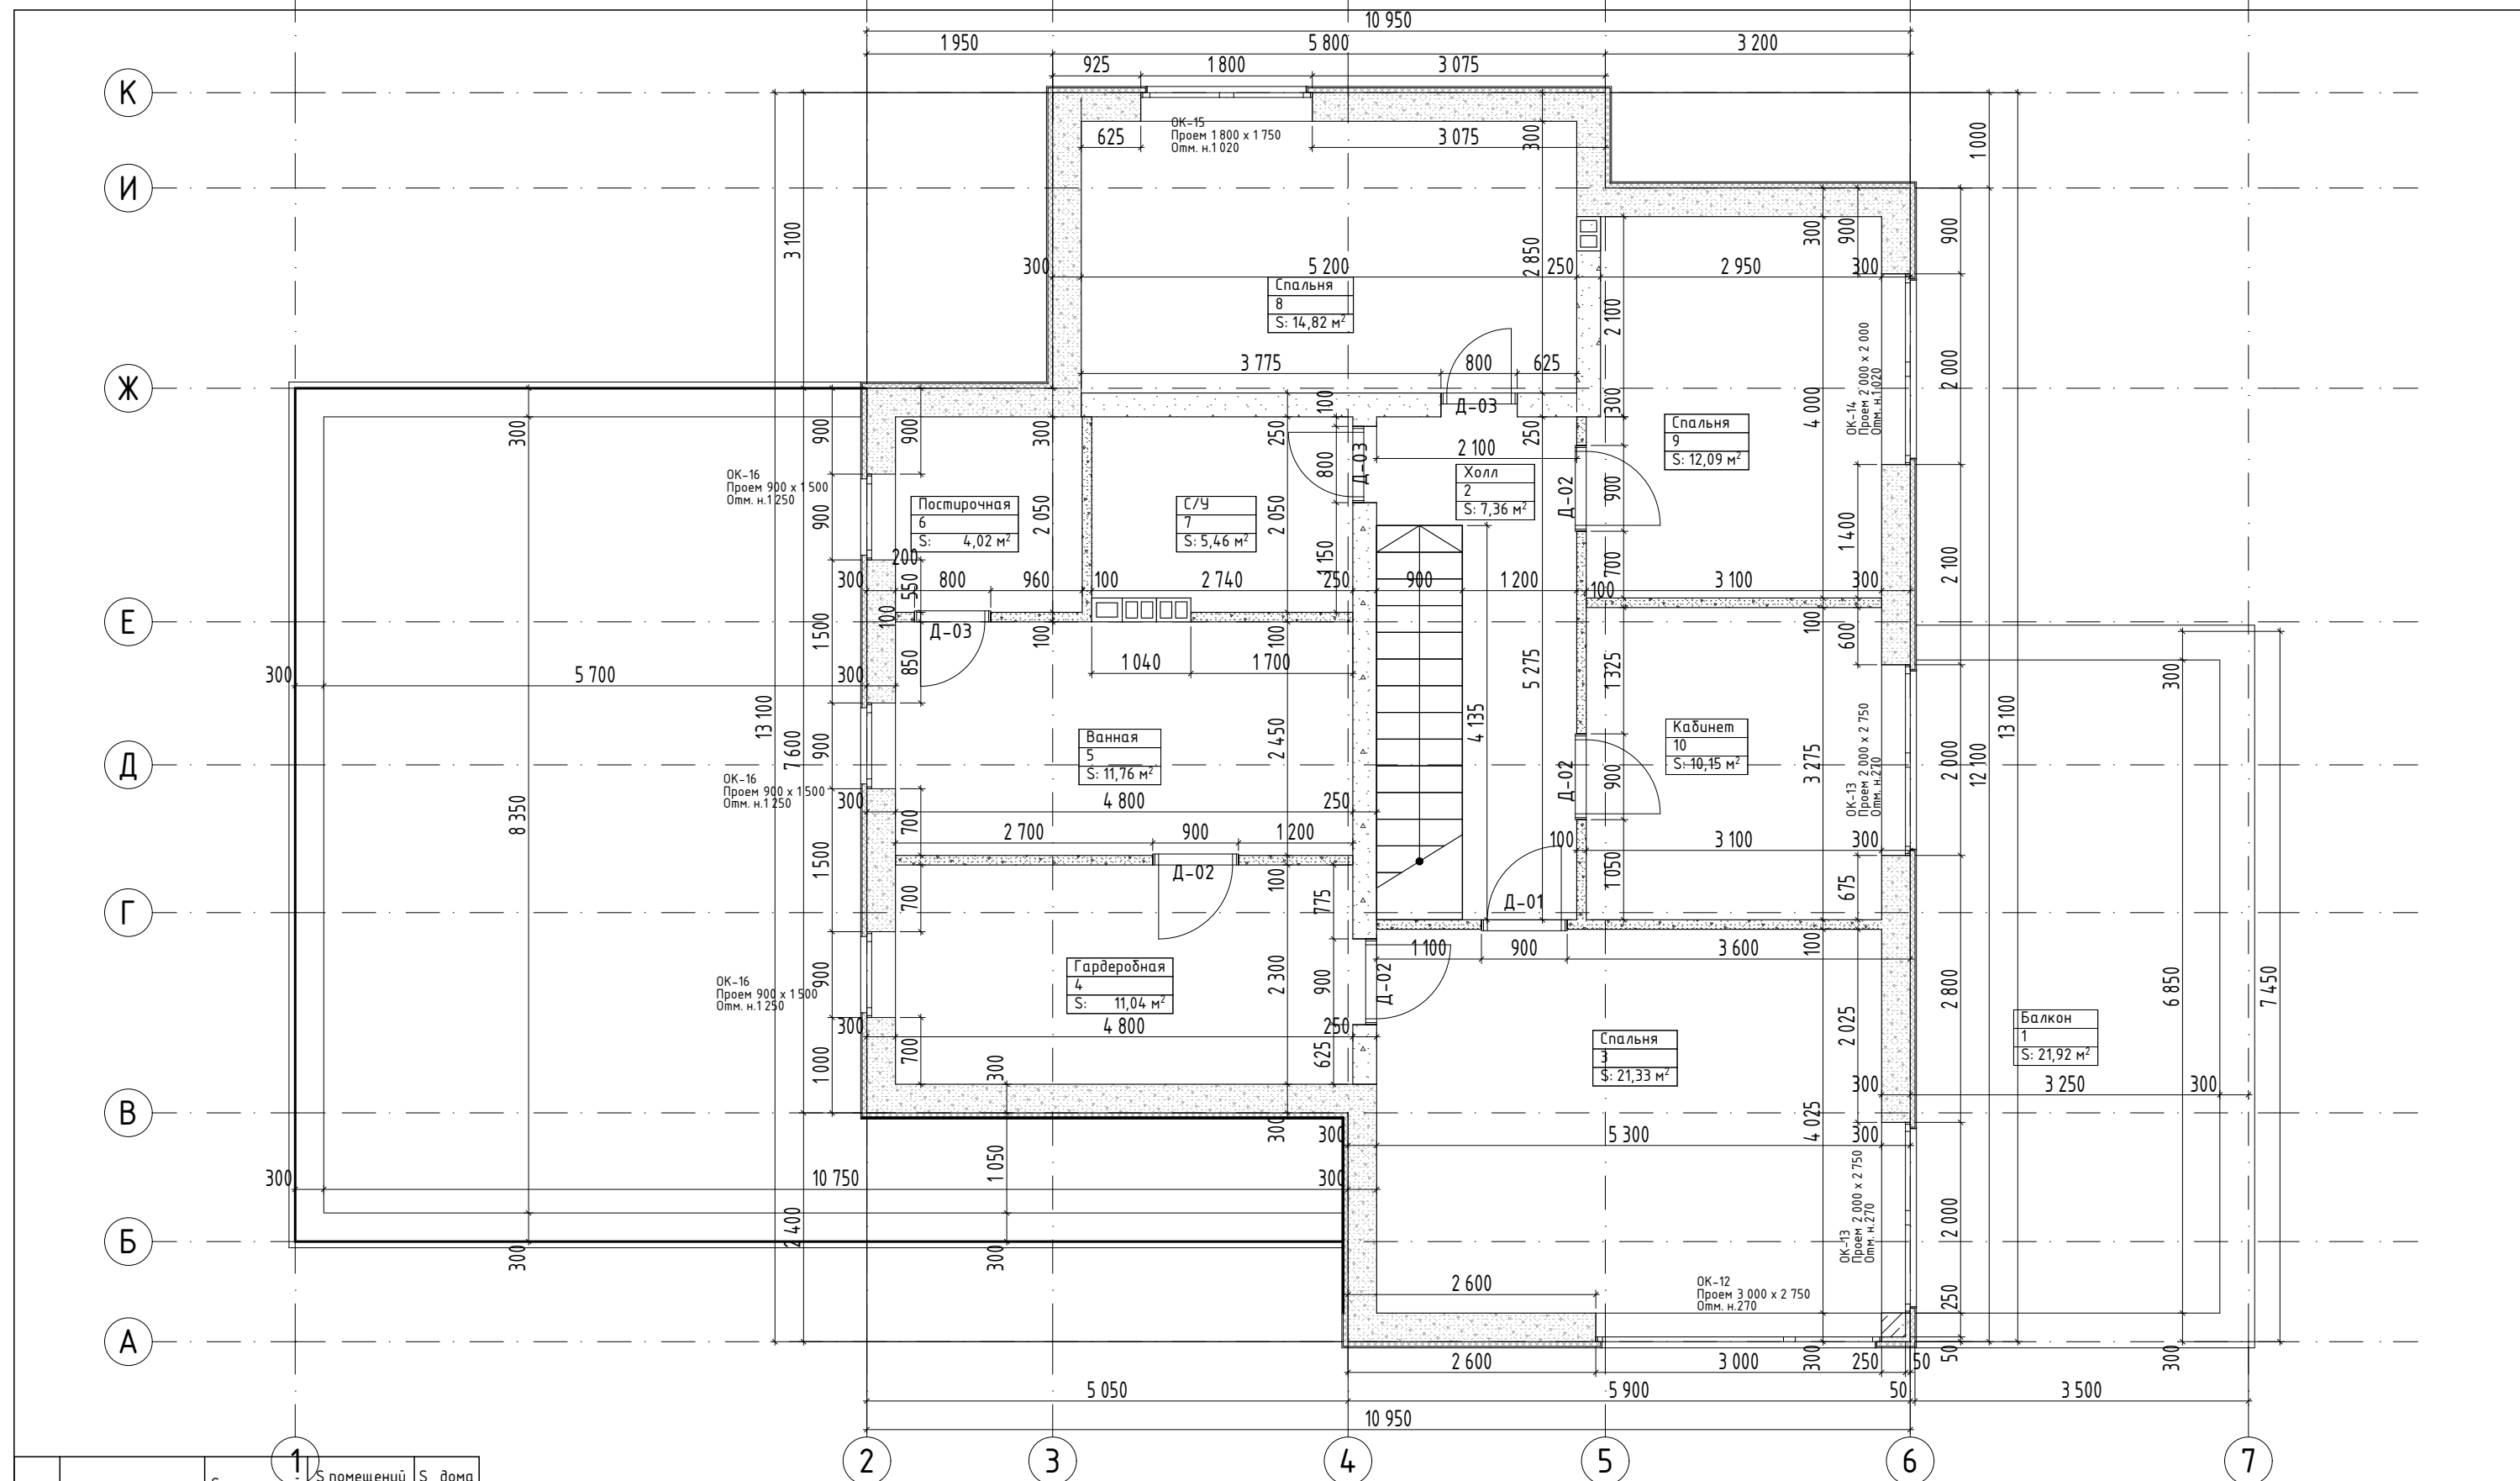 10 950
1 950
5 800
3 200
925
1 800
3 075
К
ОК-15
Проем 1 800 х 1 750
Отм. н.1 020
625
3 075
300
1 000
И
3 100
300
5 200
2 850
250
300
900
2 950
300
900
Спальня
8
S: 14,82 м²
2 100
ОК-14
Проем 2 000 х 2 000
Отм. н.1 020
2 000
3 775
800
625
Ж
Д-03
300
4 000
300
900
900
300
100
250
250
2 100
Спальня
9
S: 12,09 м²
ОК-16
Проем 900 х 1 500
Отм. н.1 250
Д-03
800
Холл
2
S: 7,36 м²
Д-02
900
Постирочная
6
S: 4,02 м²
С/У
7
S: 5,46 м²
900
2 050
2 050
1 400
2 100
200
550
1 150
700
300
800
960
100
2 740
250
900
1 200
100
3 100
300
Е
1 500
100
Д-03
100
100
100
600
850
1 040
1 700
1 325
300
5 700
300
5 275
300
13 100
7 600
900
Ванная
5
S: 11,76 м²
2 450
4 135
Кабинет
10
S: 10,15 м²
3 275
ОК-13
Проем 2 000 х 2 750
Отм. н.270
2 000
12 100
13 100
Д
ОК-16
Проем 900 х 1 500
Отм. н.1 250
Д-02
900
8 350
300
4 800
250
700
2 700
900
1 200
100
3 100
300
1 500
Д-02
100
1 050
675
700
775
Д-01
Г
1 100
900
3 600
100
ОК-16
Проем 900 х 1 500
Отм. н.1 250
900
Гардеробная
4
S: 11,04 м²
2 300
900
Д-02
2 025
2 800
6 850
7 450
300
4 800
250
Спальня
3
S: 21,33 м²
Балкон
1
S: 21,92 м²
1 000
700
300
625
300
3 250
300
В
300
300
5 300
4 025
300
1 050
300
10 750
300
ОК-13
Проем 2 000 х 2 750
Отм. н.270
2 000
Б
300
2 400
300
2 600
ОК-12
Проем 3 000 х 2 750
Отм. н.270
250
А
2 600
3 000
300
250
50
50
300
5 050
5 900
50
3 500
10 950
1
2
3
4
5
6
7
S помещений
S дома